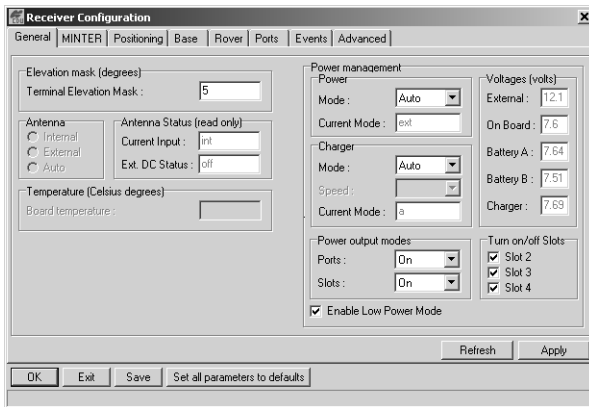 Receiver Configuration
General MINTER Positioning Base Rover Ports Events Advanced
Elevation mask (degrees)
Terminal Elevation Mask : 5
Antenna
Internal
External
Auto
Antenna Status (read only)
Current Input : int
Ext. DC Status : off
Temperature (Celsius degrees)
Board temperature :
Power management
Power
Mode : Auto
Current Mode : ext
Charger
Mode : Auto
Speed :
Current Mode : a
Power output modes
Ports : On
Slots : On
Enable Low Power Mode
Voltages (volts)
External : 12.1
On Board : 7.6
Battery A : 7.64
Battery B : 7.51
Charger : 7.69
Turn on/off Slots
Slot 2
Slot 3
Slot 4
Refresh Apply
OK Exit Save Set all parameters to defaults